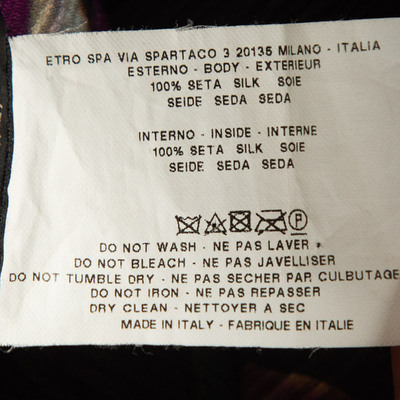 ETRO SPA VIA SPARTACO 3 20135 MILANO - ITALIA
ESTERNO - BODY - EXTERIEUR
100% SETA SILK SOIE
SEIDE SEDA SEDA
INTERNO - INSIDE - INTERNE
100% SETA SILK SOIE
SEIDE SEDA SEDA
P
DO NOT WASH - NE PAS LAVER
DO NOT BLEACH - NE PAS JAVELLISER
DO NOT TUMBLE DRY - NE PAS SECHER PAR CULBUTAGE
DO NOT IRON - NE PAS REPASSER
DRY CLEAN - NETTOYER A SEC
MADE IN ITALY - FABRIQUE EN ITALIE